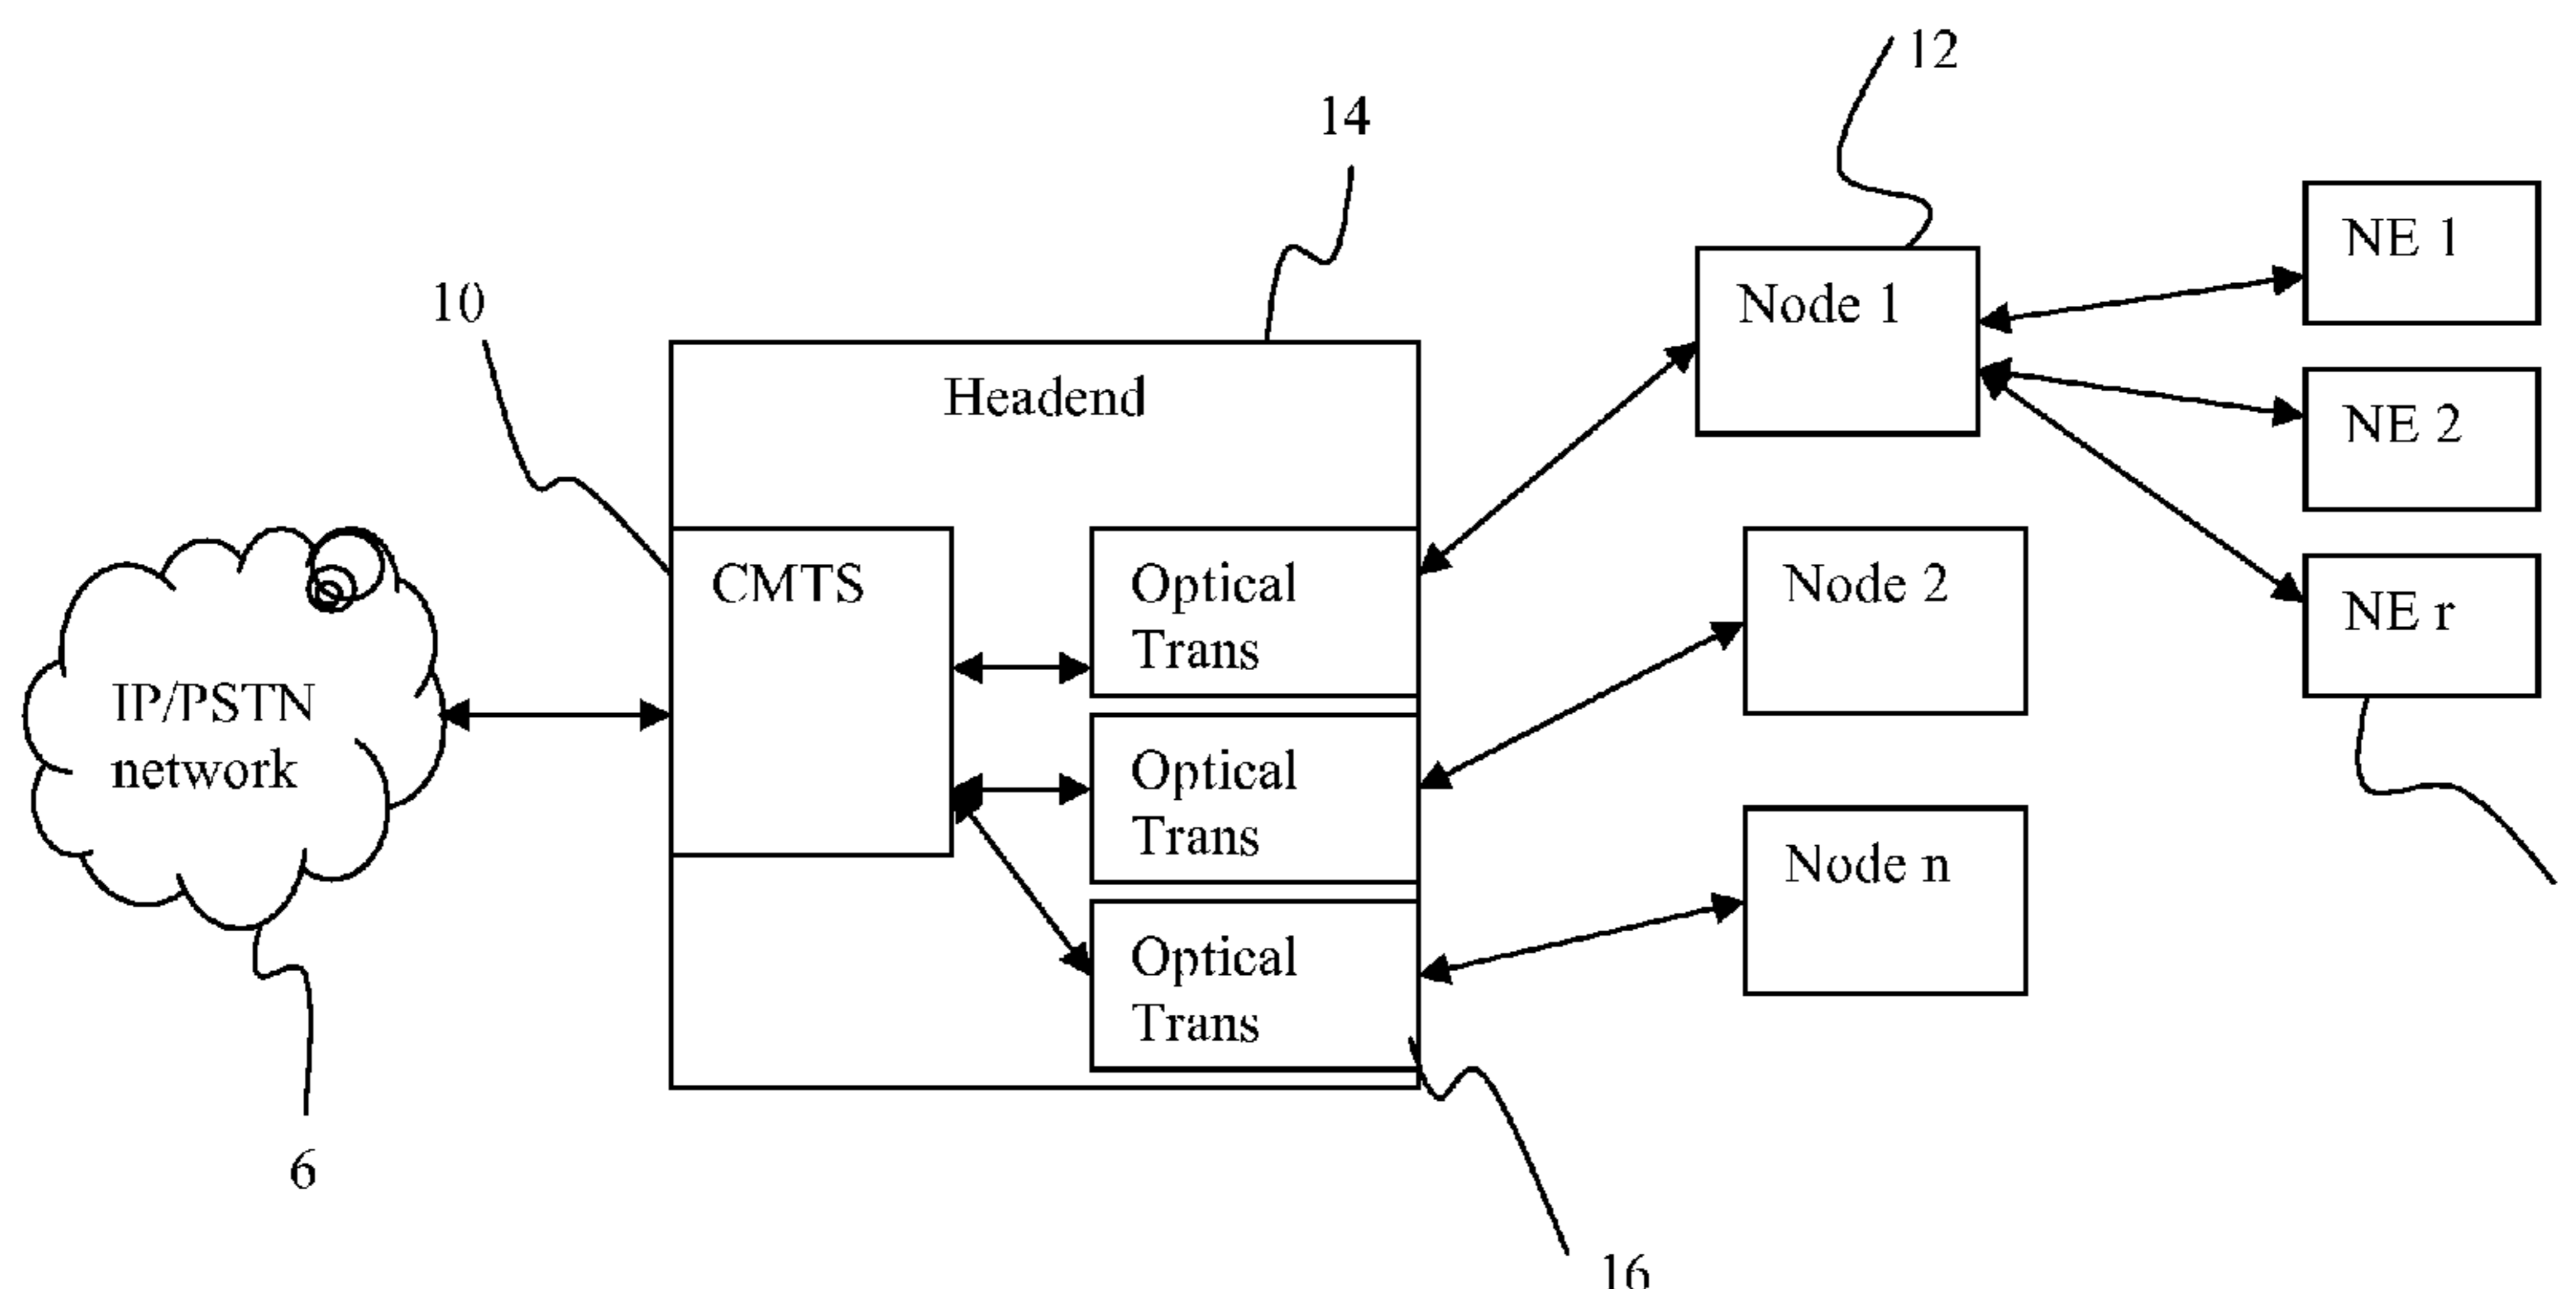 12
14
NE 1
Node 1
10
Headend
NE 2
CMTS
Optical
Trans
Node 2
NE r
IP/PSTN
network
Optical
Trans
Node n
Optical
Trans
6
16